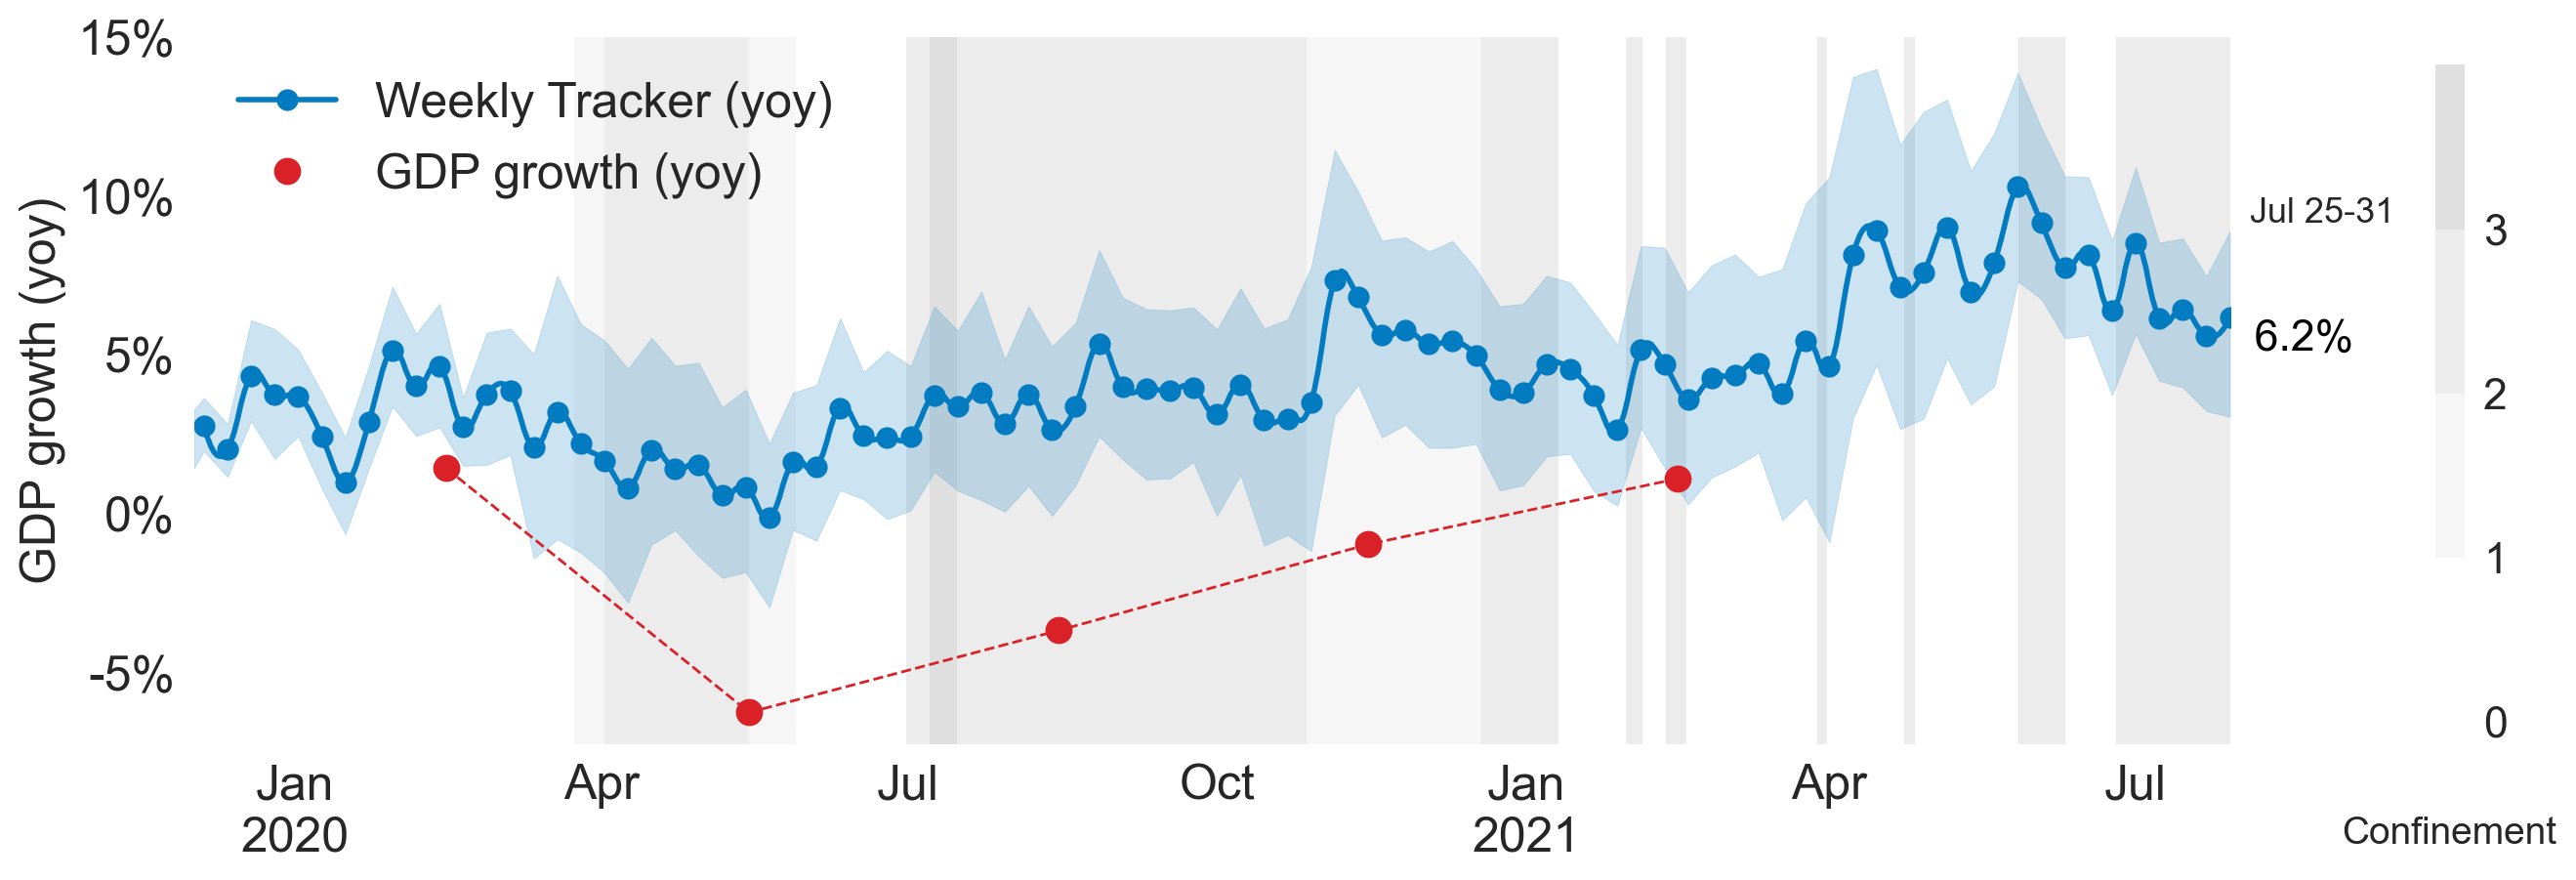 15%
10%
5%
0%
-5%
GDP growth (yoy)
Weekly Tracker (yoy)
GDP growth (yoy)
Jan
2020
Apr
Jul
Oct
Jan
2021
Apr
Jul
Jul 25-31
6.2%
3
2
1
0
Confinement